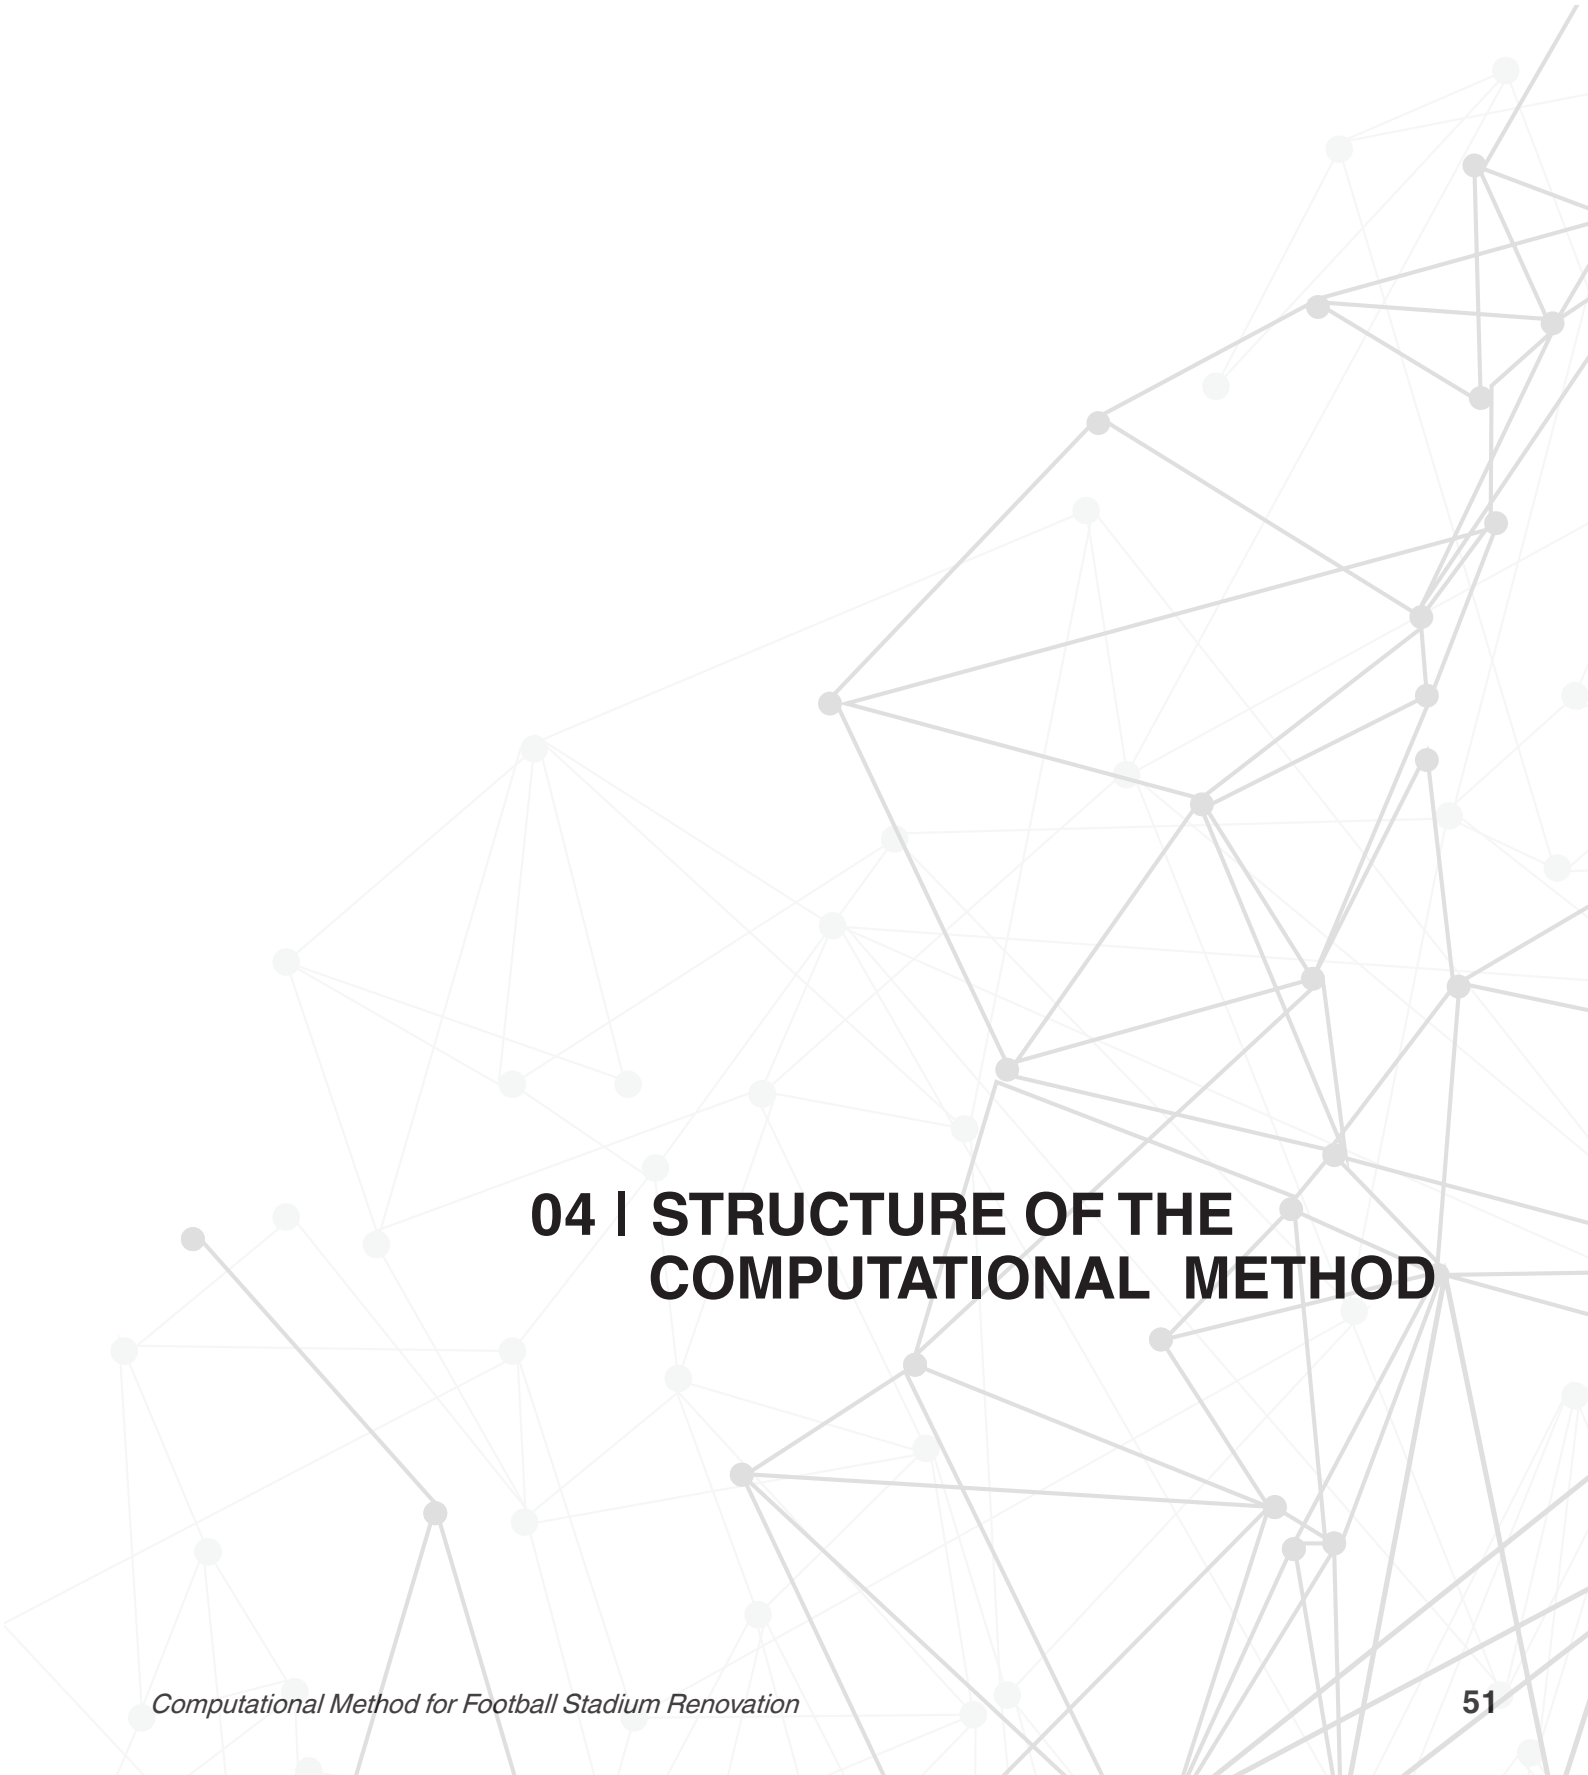 04 | STRUCTURE OF THE
COMPUTATIONAL METHOD
Computational Method for Football Stadium Renovation
51